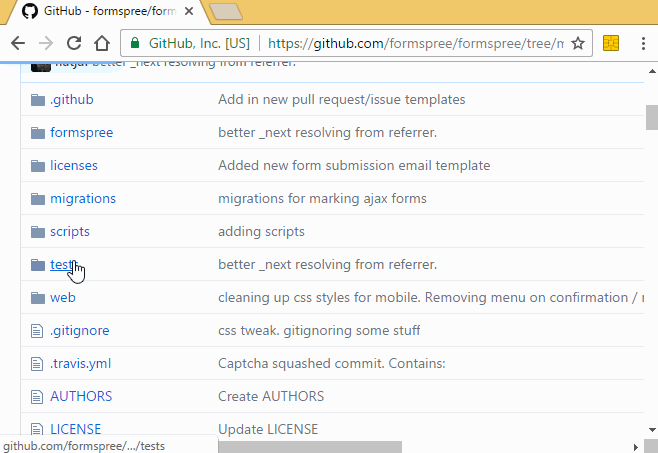 GitHub - formspree/form
GitHub, Inc. [US] https://github.com/formspree/formspree/tree/m
better _next resolving from referrer.
.github Add in new pull request/issue templates
formspree better _next resolving from referrer.
licenses Added new form submission email template
migrations migrations for marking ajax forms
scripts adding scripts
tests better _next resolving from referrer.
web cleaning up css styles for mobile. Removing menu on confirmation /
.gitignore css tweak. gitignoring some stuff
.travis.yml Captcha squashed commit. Contains:
AUTHORS Create AUTHORS
LICENSE Update LICENSE
github.com/formspree/.../tests